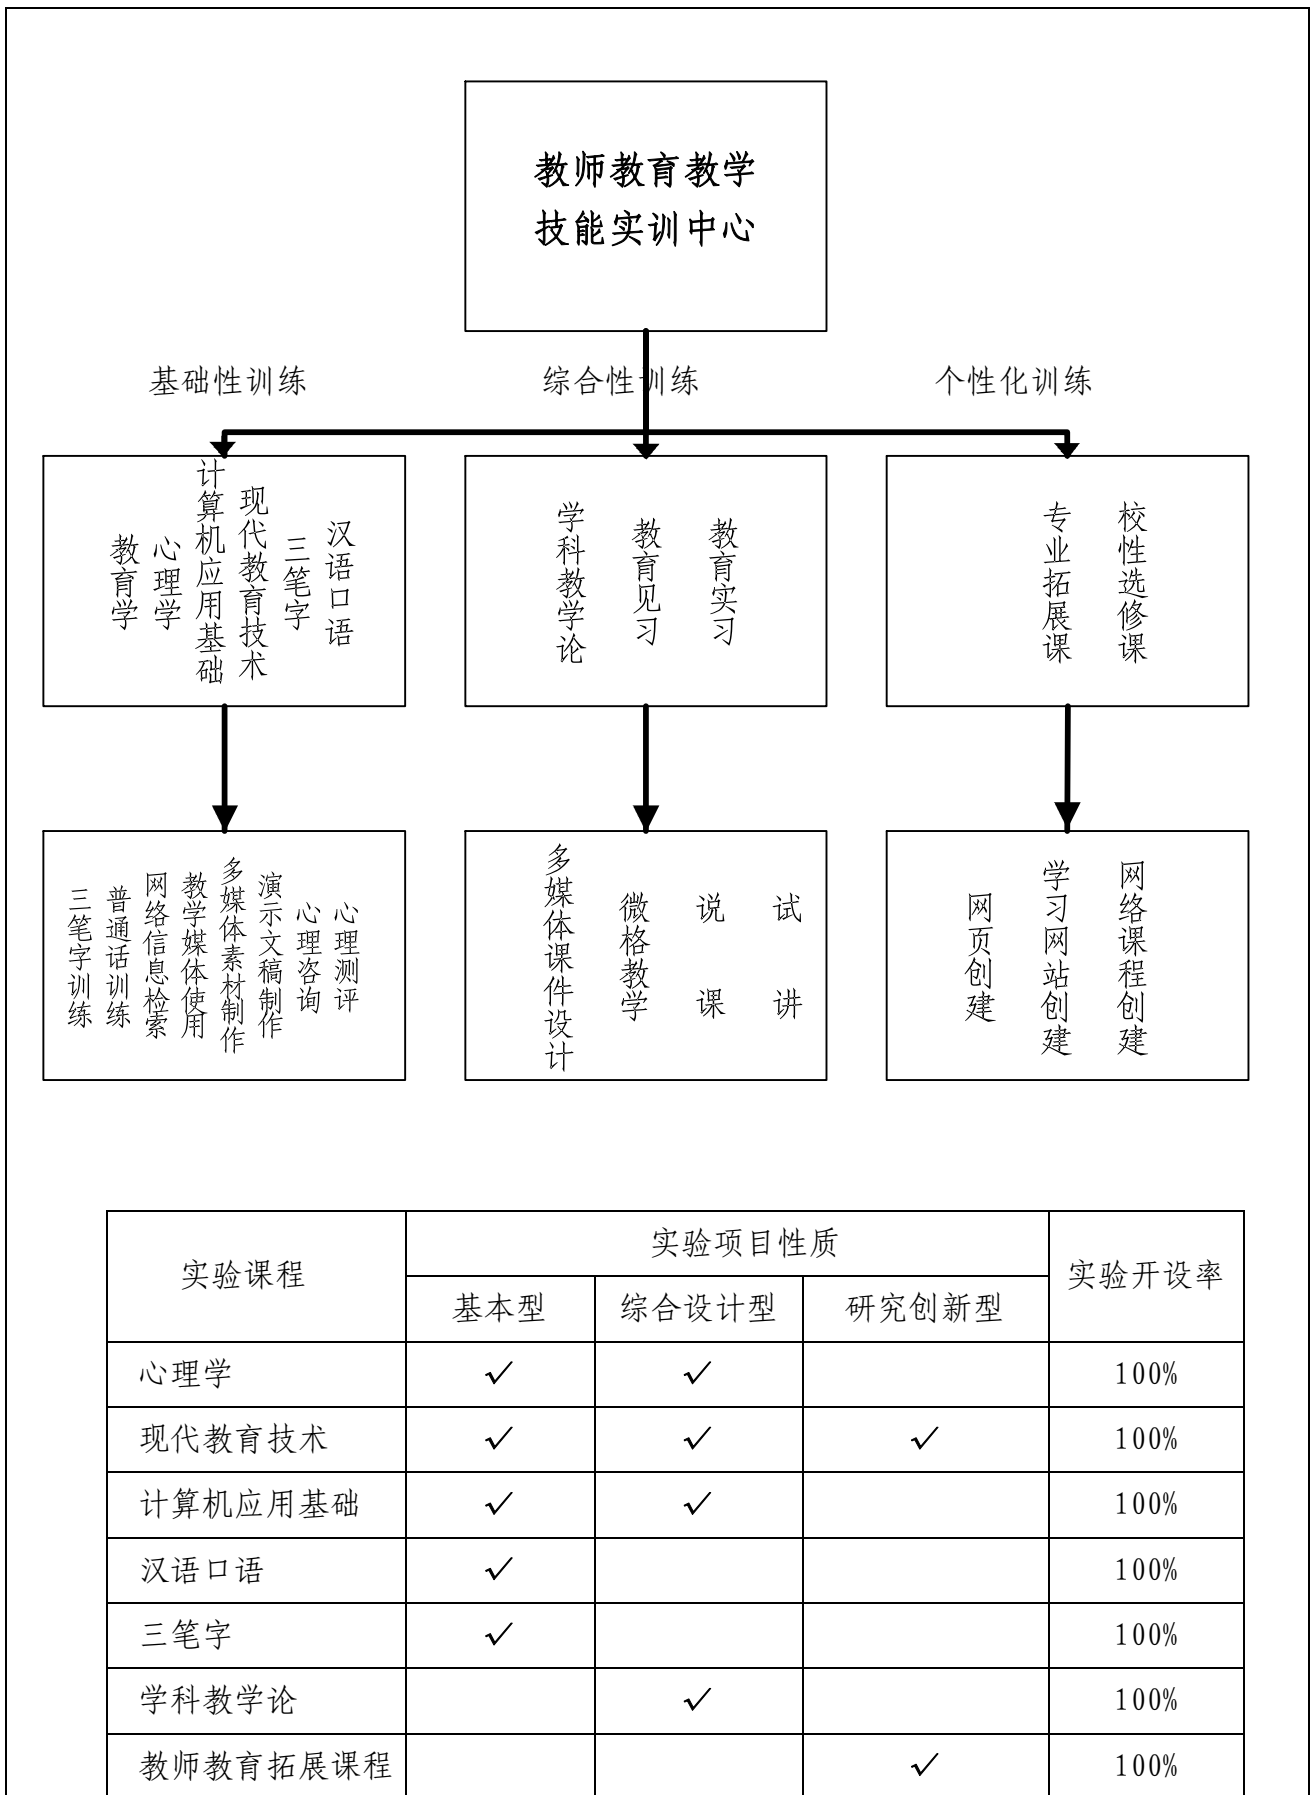 教师教育教学
技能实训中心
基础性训练
综合性训练
个性化训练
教育学
心理学
计算机应用基础
现代教育技术
三笔字
汉语口语
学科教学论
教育见习
教育实习
专业拓展课
校性选修课
三笔字训练
普通话训练
网络信息检索
教学媒体使用
多媒体素材制作
演示文稿制作
心理咨询
心理测评
多媒体课件设计
微格教学
说课
试讲
网页创建
学习网站创建
网络课程创建
实验课程 实验项目性质 实验开设率
基本型 综合设计型 研究创新型
心理学 ✓ ✓ 100%
现代教育技术 ✓ ✓ ✓ 100%
计算机应用基础 ✓ ✓ 100%
汉语口语 ✓ 100%
三笔字 ✓ 100%
学科教学论 ✓ 100%
教师教育拓展课程 ✓ 100%